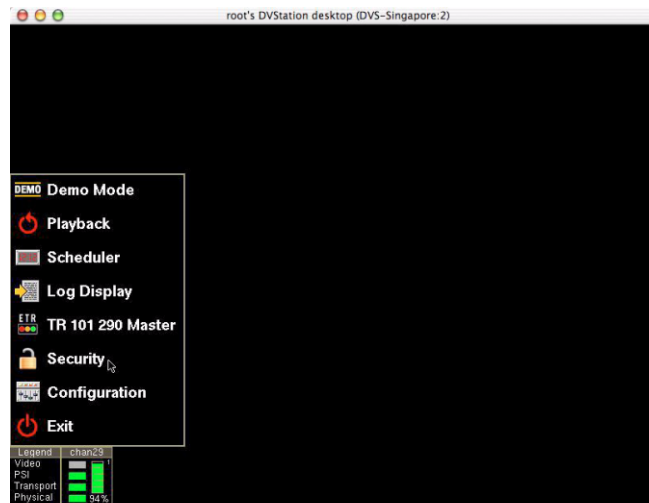 root's DVStation desktop (DVS-Singapore:2)
DEMO Demo Mode
Playback
Scheduler
Log Display
ETR TR 101 290 Master
Security
Configuration
Exit
Legend chan29
Video 1
PSI
Transport
Physical 94%